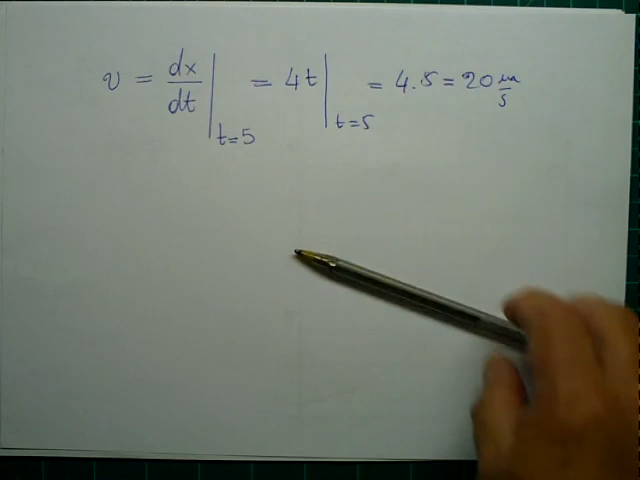 v = dx/dt |t=5 = 4t |t=5 = 4.5 = 20 m/s